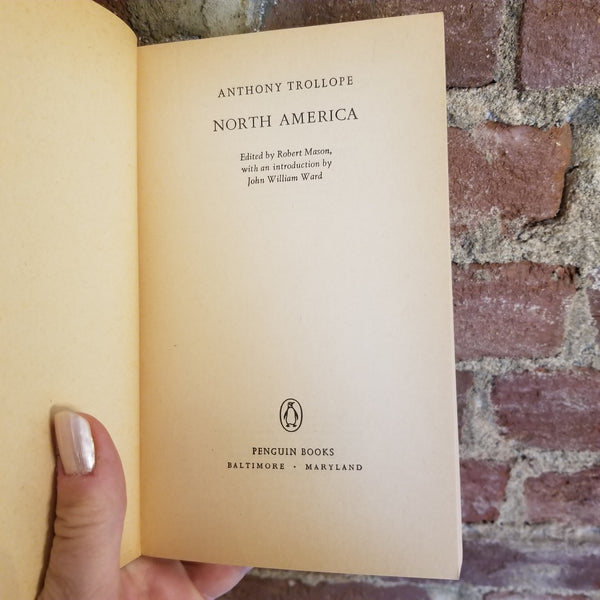 ANTHONY TROLLOPE
NORTH AMERICA
Edited by Robert Mason,
with an introduction by
John William Ward
PENGUIN BOOKS
BALTIMORE · MARYLAND